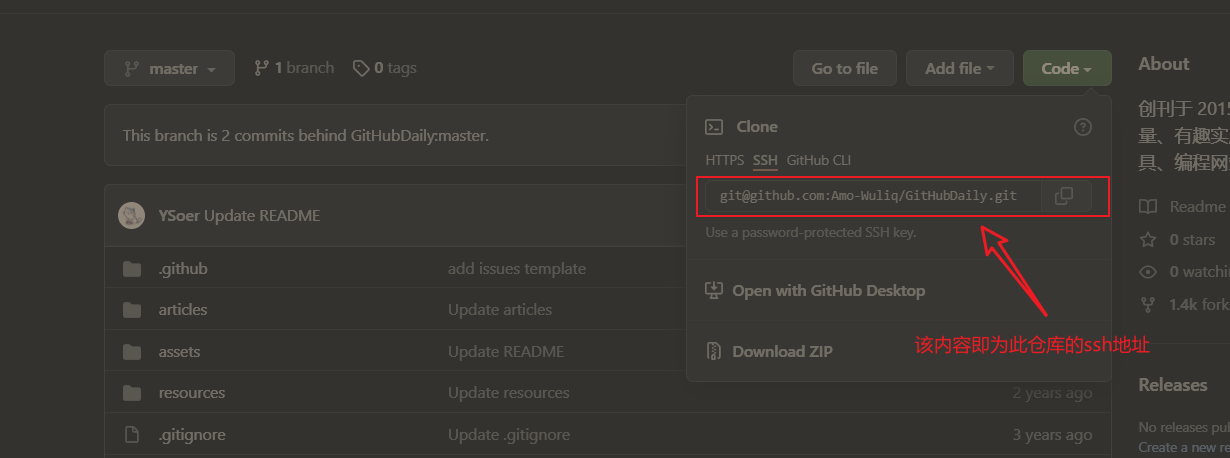 master
1 branch
0 tags
Go to file
Add file
Code
About
This branch is 2 commits behind GitHubDaily:master.
Clone
HTTPS SSH GitHub CLI
git@github.com:Amo-Wuliq/GitHubDaily.git
Use a password-protected SSH key.
Open with GitHub Desktop
Download ZIP
该内容即为此仓库的ssh地址
YSoer Update README
.github add issues template
articles Update articles
assets Update README
resources Update resources 2 years ago
.gitignore Update .gitignore 3 years ago
创刊于 2015
量、有趣实
具、编程网
Readme
0 stars
0 watchin
1.4k fork
Releases
No releases pul
Create a new re